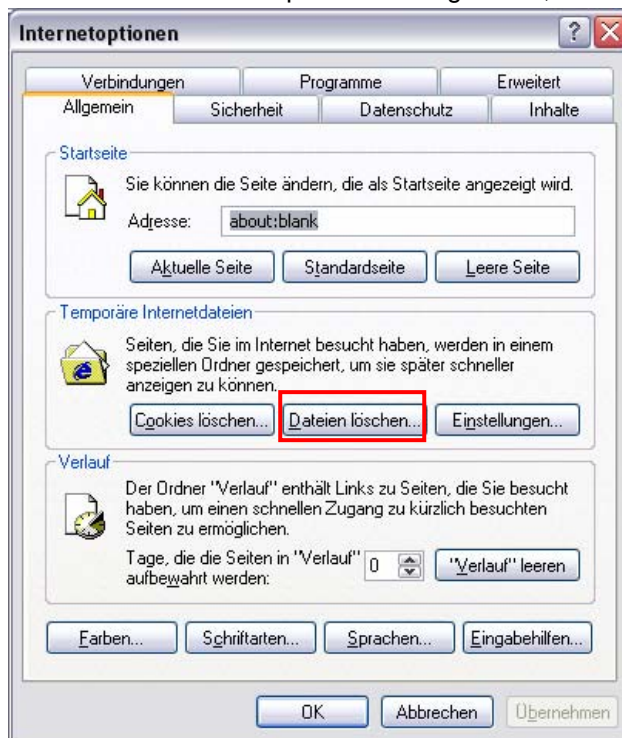 Internetoptionen
Verbindungen Programme Erweitert
Allgemein Sicherheit Datenschutz Inhalte
Startseite
Sie können die Seite ändern, die als Startseite angezeigt wird.
Adresse: about:blank
Aktuelle Seite Standardseite Leere Seite
Temporäre Internetdateien
Seiten, die Sie im Internet besucht haben, werden in einem
speziellen Ordner gespeichert, um sie später schneller
anzeigen zu können.
Cookies löschen... Dateien löschen... Einstellungen...
Verlauf
Der Ordner "Verlauf" enthält Links zu Seiten, die Sie besucht
haben, um einen schnellen Zugang zu kürzlich besuchten
Seiten zu ermöglichen.
Tage, die die Seiten in "Verlauf" 0 "Verlauf" leeren
aufbewahrt werden:
Farben... Schriftarten... Sprachen... Eingabehilfen...
OK Abbrechen Übernehmen